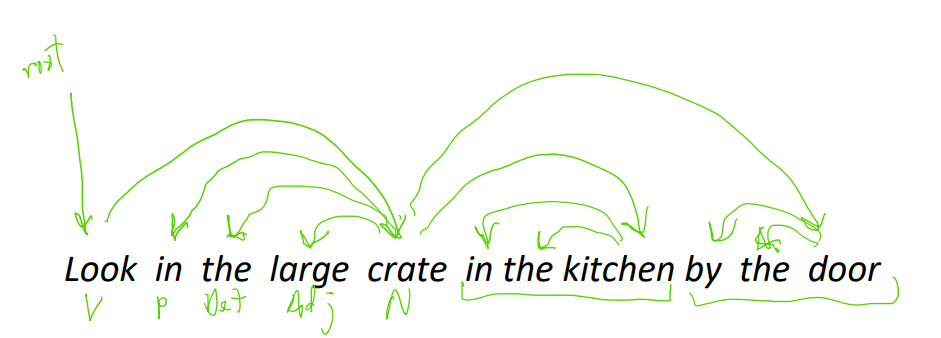 root
Look in the large crate in the kitchen by the door
V P Det Adj N